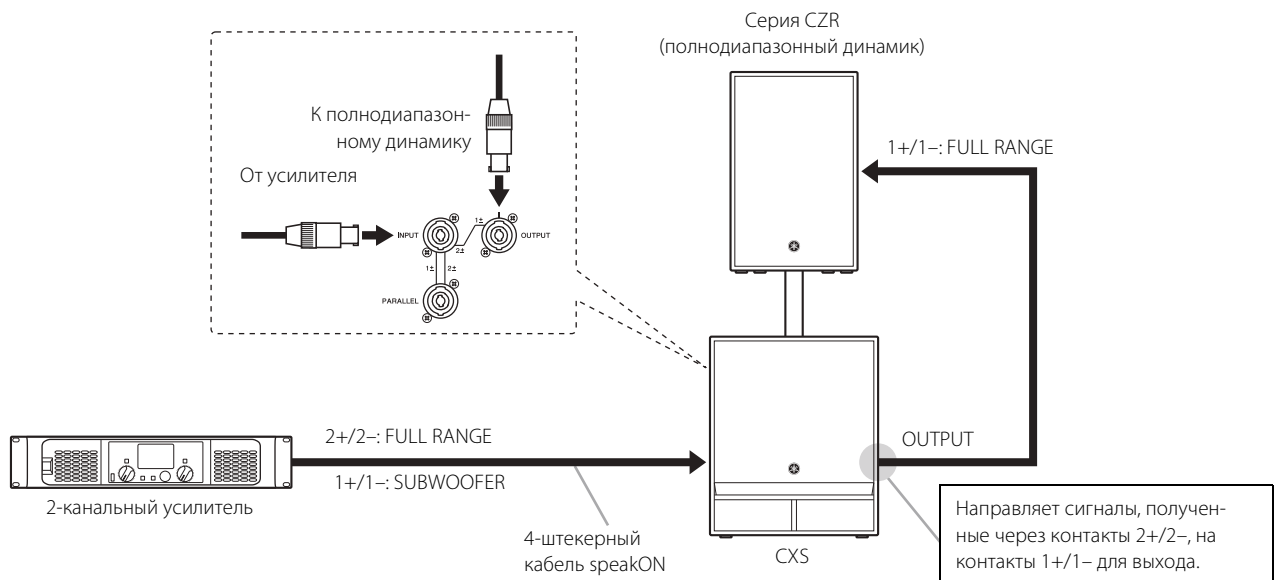 Серия CZR
(полнодиапазонный динамик)
К полнодиапазон-
ному динамику
От усилителя
1+/1–: FULL RANGE
1±
INPUT
OUTPUT
2±
1±
2±
PARALLEL
2+/2–: FULL RANGE
OUTPUT
1+/1–: SUBWOOFER
2-канальный усилитель
4-штекерный
кабель speakON
CXS
Направляет сигналы, получен-
ные через контакты 2+/2–, на
контакты 1+/1– для выхода.